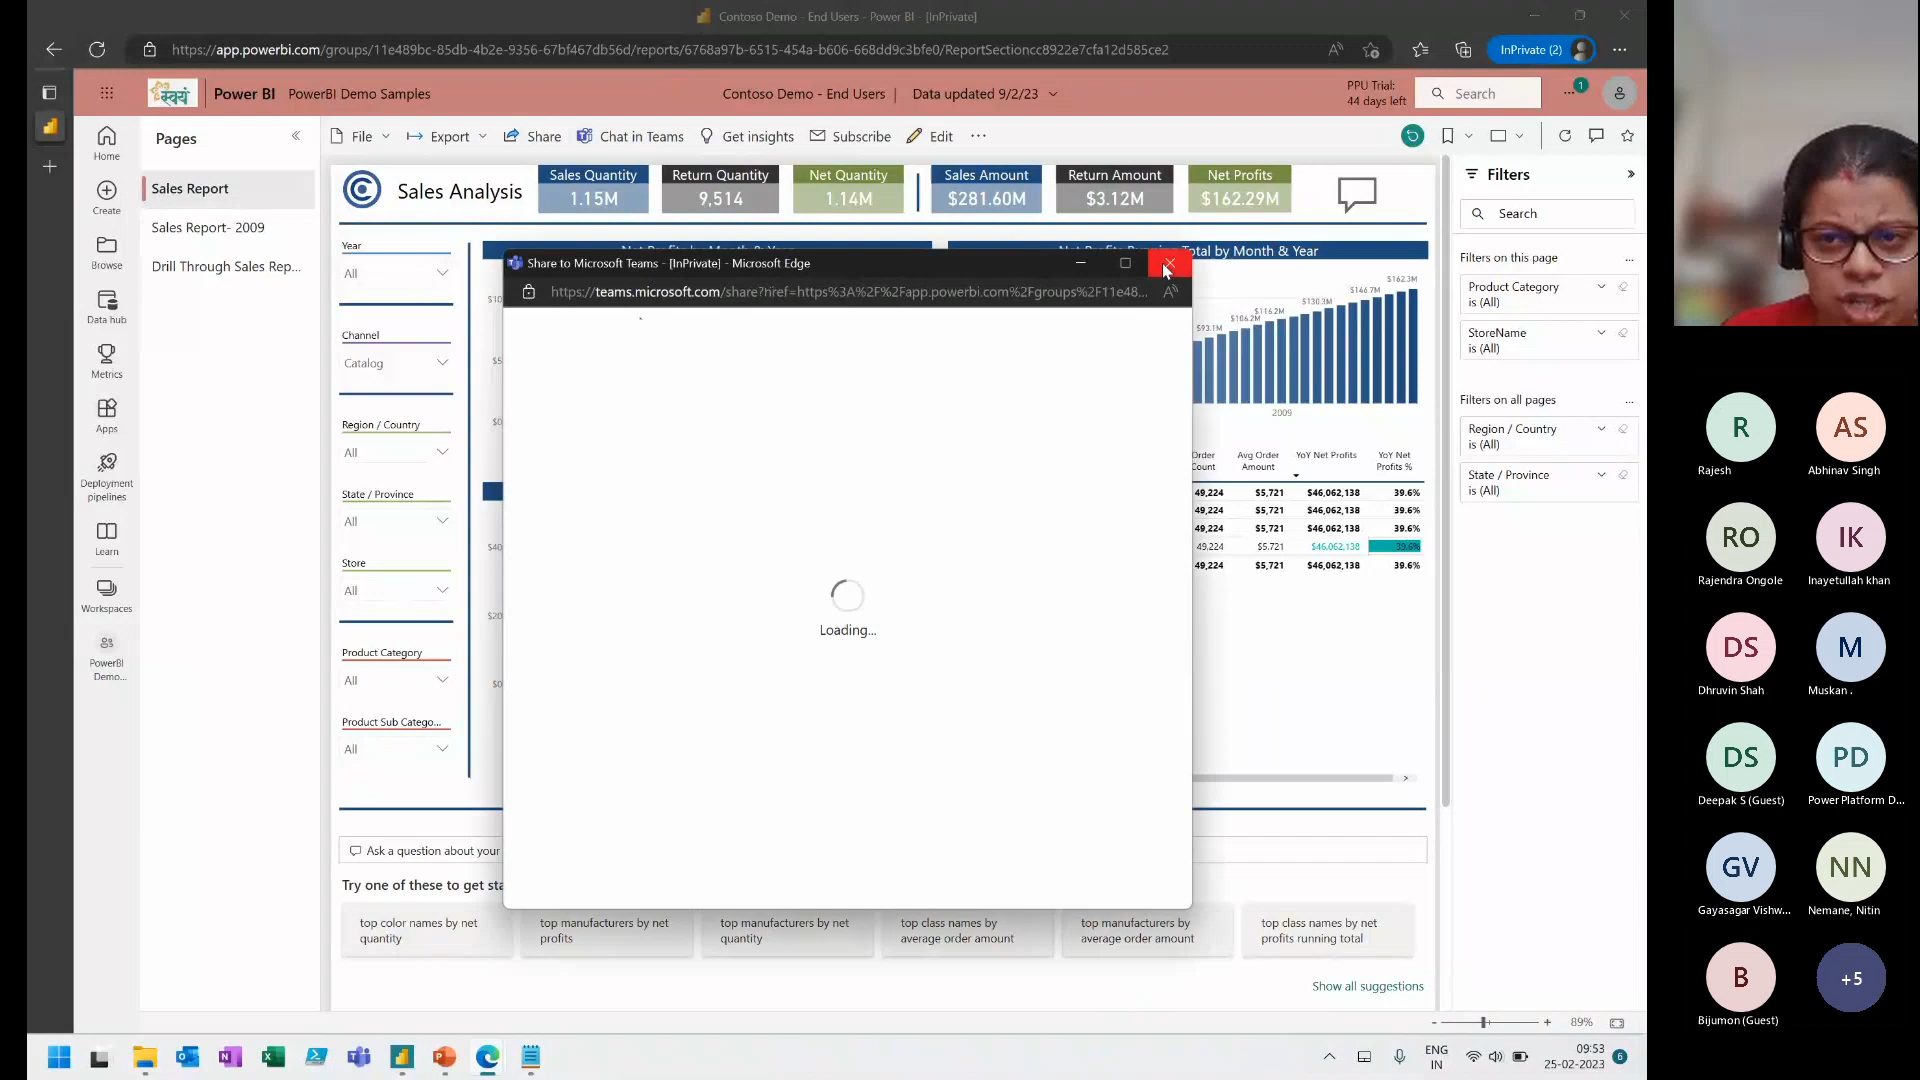 Contoso Demo - End Users - Power BI - [InPrivate]
https://app.powerbi.com/groups/11e489bc-85db-4b2e-9356-67bf467db56d/reports/6768a97b-6515-454a-b606-668dd9c3bfe0/ReportSectioncc8922e7cfa12d585ce2
InPrivate (2)
स्वयं
Power BI
PowerBI Demo Samples
Contoso Demo - End Users
Data updated 9/2/23
PPU Trial:
44 days left
Search
1
Home
Create
Browse
Data hub
Metrics
Apps
Deployment
pipelines
Learn
Workspaces
PowerBI
Demo...
Pages
Sales Report
Sales Report- 2009
Drill Through Sales Rep...
File
Export
Share
Chat in Teams
Get insights
Subscribe
Edit
Sales Analysis
Sales Quantity
1.15M
Return Quantity
9,514
Net Quantity
1.14M
Sales Amount
$281.60M
Return Amount
$3.12M
Net Profits
$162.29M
Year
All
Channel
Catalog
Region / Country
All
State / Province
All
Store
All
Product Category
All
Product Sub Catego...
All
Net Profits Running Total by Month & Year
Share to Microsoft Teams - [InPrivate] - Microsoft Edge
https://teams.microsoft.com/share?href=https%3A%2F%2Fapp.powerbi.com%2Fgroups%2F11e48...
Loading...
$93.1M
$106.2M
$116.2M
$130.3M
$146.7M
$162.3M
2009
Order
Count
Avg Order
Amount
YoY Net Profits
YoY Net
Profits %
49,224 $5,721 $46,062,138 39.6%
49,224 $5,721 $46,062,138 39.6%
49,224 $5,721 $46,062,138 39.6%
49,224 $5,721 $46,062,138 39.6%
49,224 $5,721 $46,062,138 39.6%
Ask a question about your
Try one of these to get sta
top color names by net
quantity
top manufacturers by net
profits
top manufacturers by net
quantity
top class names by
average order amount
top manufacturers by
average order amount
top class names by net
profits running total
Show all suggestions
Filters
Search
Filters on this page
Product Category
is (All)
StoreName
is (All)
Filters on all pages
Region / Country
is (All)
State / Province
is (All)
89%
ENG
IN
09:53
25-02-2023
6
R
Rajesh
AS
Abhinav Singh
RO
Rajendra Ongole
IK
Inayetullah khan
DS
Dhruvin Shah
M
Muskan .
DS
Deepak S (Guest)
PD
Power Platform D...
GV
Gayasagar Vishw...
NN
Nemane, Nitin
B
Bijumon (Guest)
+5